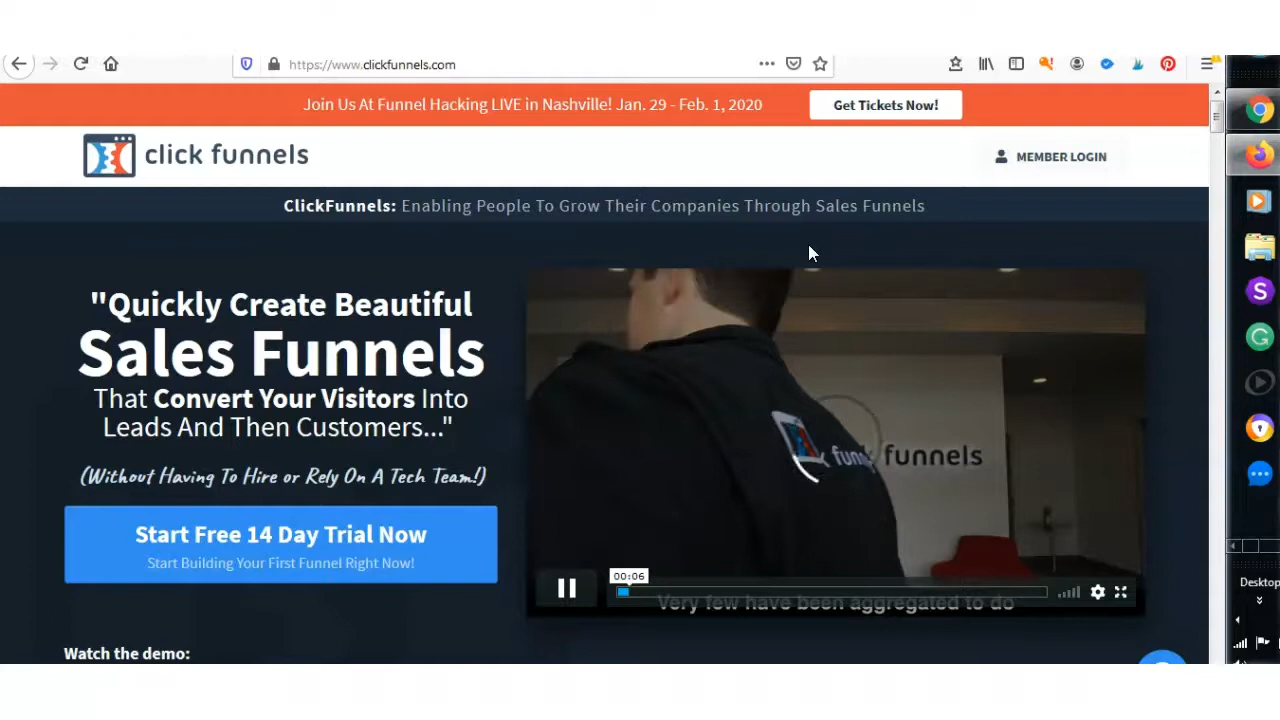 https://www.clickfunnels.com
Join Us At Funnel Hacking LIVE in Nashville! Jan. 29 - Feb. 1, 2020
Get Tickets Now!
click funnels
MEMBER LOGIN
ClickFunnels: Enabling People To Grow Their Companies Through Sales Funnels
"Quickly Create Beautiful
Sales Funnels
That Convert Your Visitors Into
Leads And Then Customers..."
(Without Having To Hire or Rely On A Tech Team!)
Start Free 14 Day Trial Now
Start Building Your First Funnel Right Now!
funnels
00:06
Very few have been aggregated to do
Watch the demo:
Desktop